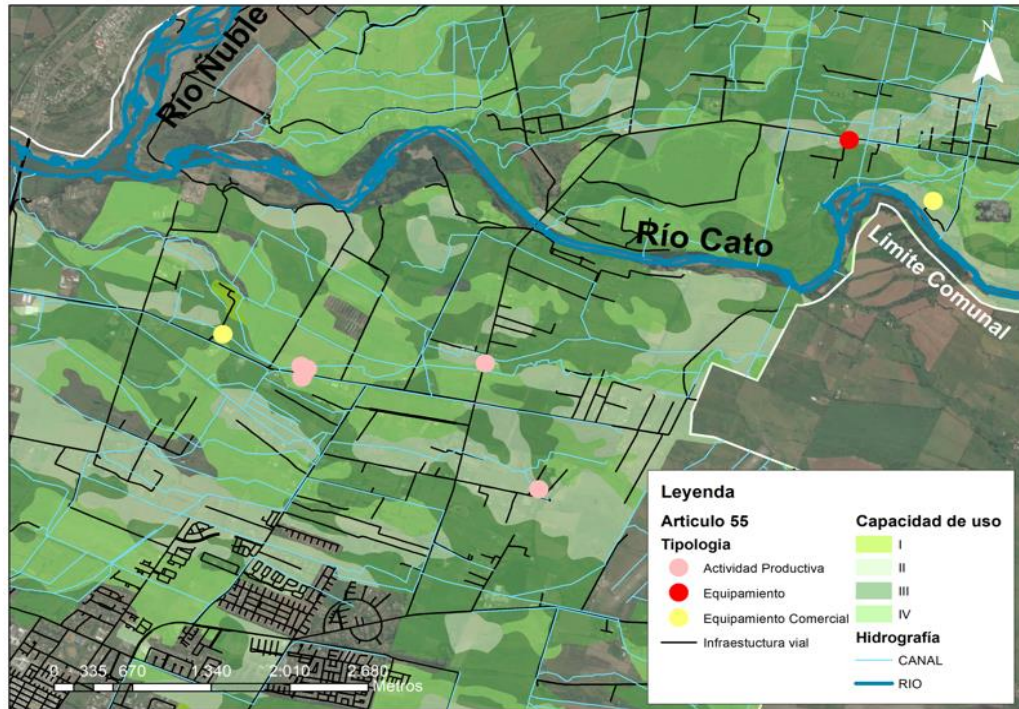 Río Ñuble
N
Río Cato
Limite Comunal
0 335 670 1.340 2.010 2.680
Metros
Leyenda
Articulo 55
Tipologia
Actividad Productiva
Equipamiento
Equipamiento Comercial
Infraestuctura vial
Capacidad de uso
I
II
III
IV
Hidrografía
CANAL
RIO